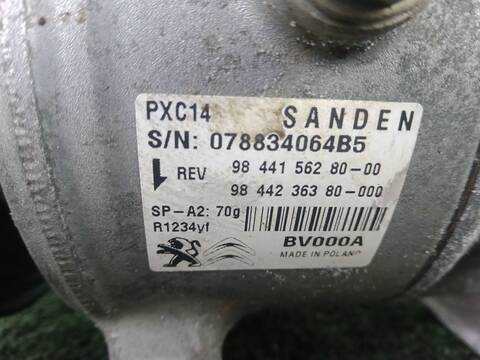 PXC14 SANDEN
S/N: 078834064B5
REV 98 441 562 80-00
98 442 363 80-000
SP-A2: 70g
R1234yf
BV000A
MADE IN POLAND